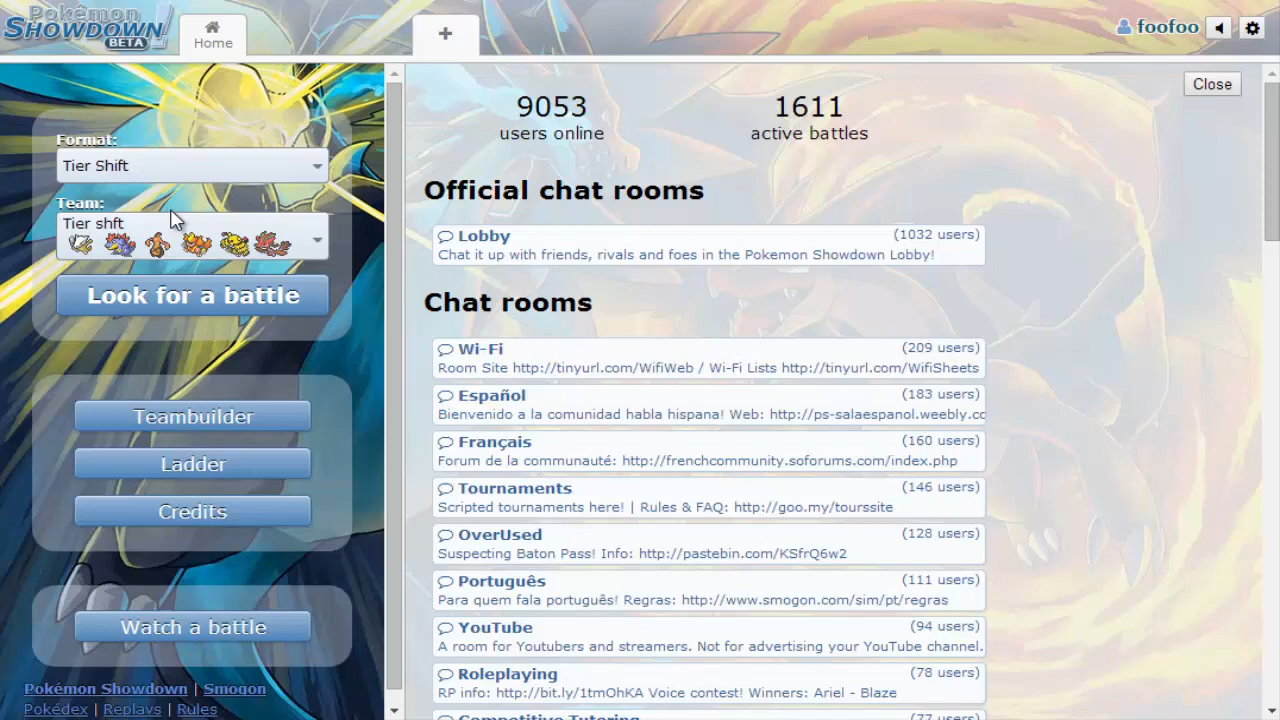 Pokémon
SHOWDOWN!
BETA
Home
+
foofoo
Format:
Tier Shift
Team:
Tier shft
Look for a battle
Teambuilder
Ladder
Credits
Watch a battle
Pokémon Showdown | Smogon
Pokédex | Replays | Rules
Close
9053
users online
1611
active battles
Official chat rooms
Lobby (1032 users)
Chat it up with friends, rivals and foes in the Pokemon Showdown Lobby!
Chat rooms
Wi-Fi (209 users)
Room Site http://tinyurl.com/WifiWeb / Wi-Fi Lists http://tinyurl.com/WifiSheets
Español (183 users)
Bienvenido a la comunidad habla hispana! Web: http://ps-salaespanol.weebly.cc
Français (160 users)
Forum de la communauté: http://frenchcommunity.soforums.com/index.php
Tournaments (146 users)
Scripted tournaments here! | Rules & FAQ: http://goo.my/tourssite
OverUsed (128 users)
Suspecting Baton Pass! Info: http://pastebin.com/KSfrQ6w2
Português (111 users)
Para quem fala português! Regras: http://www.smogon.com/sim/pt/regras
YouTube (94 users)
A room for Youtubers and streamers. Not for advertising your YouTube channel.
Roleplaying (78 users)
RP info: http://bit.ly/1tmOhKA Voice contest! Winners: Ariel - Blaze
Competitive Tutoring (77 users)